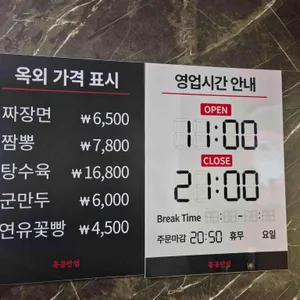 옥외 가격 표시
짜장면 ₩6,500
짬뽕 ₩7,800
탕수육 ₩16,800
군만두 ₩6,000
연유꽃빵 ₩4,500
영업시간 안내
OPEN
11:00
CLOSE
21:00
Break Time
주문마감 20:50 휴무 요일